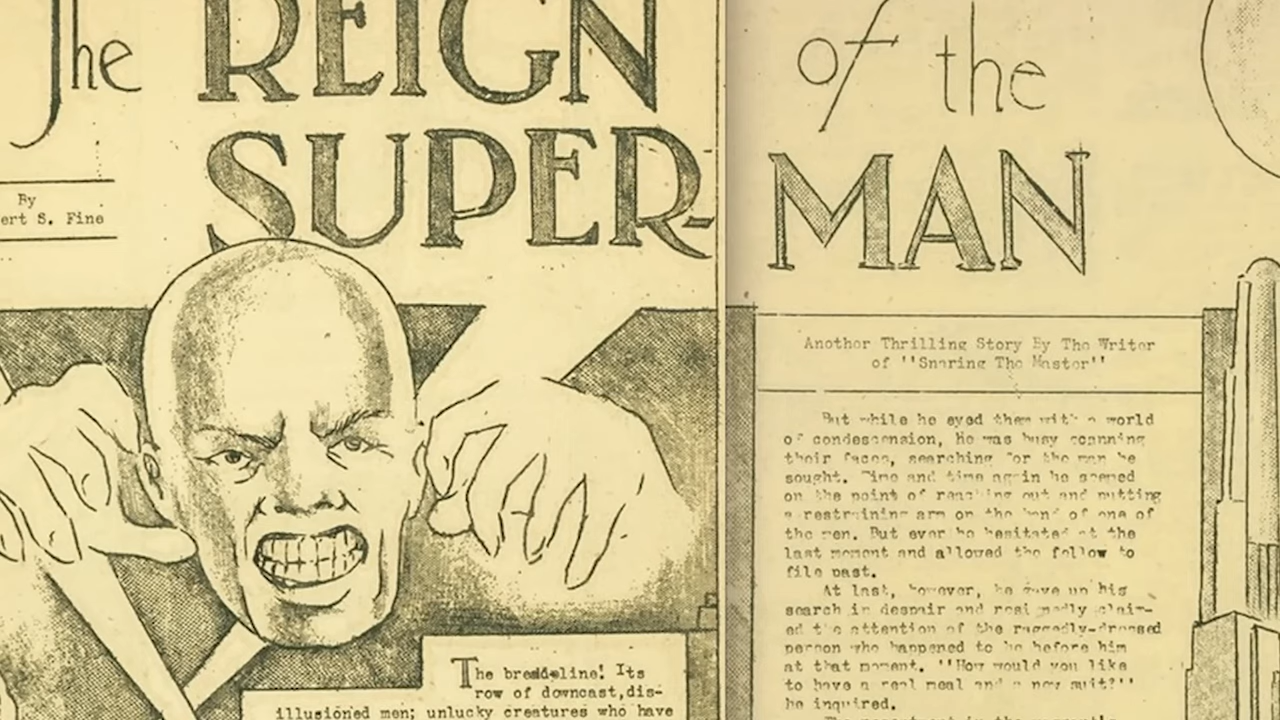 The REIGN
SUPER-
By
ert S. Fine
The breadline! Its
row of downcast,dis-
illusioned men; unlucky creatures who have
of the
MAN
Another Thrilling Story By The Writer
of "Snaring The Master"
But while he eyed them with a world
of condescension, he was busy scanning
their faces, searching for the man he
sought. Time and time again he seemed
on the point of reaching out and putting
a restraining arm on the of one of
the men. But ever he hesitated at the
last moment and allowed the fellow to
file past.
At last, however, he gave up his
search in despair and resignedly claim-
ed the attention of the raggedly-dressed
person who happened to be before him
at that moment. "How would you like
to have a real meal and a new suit?"
he inquired.